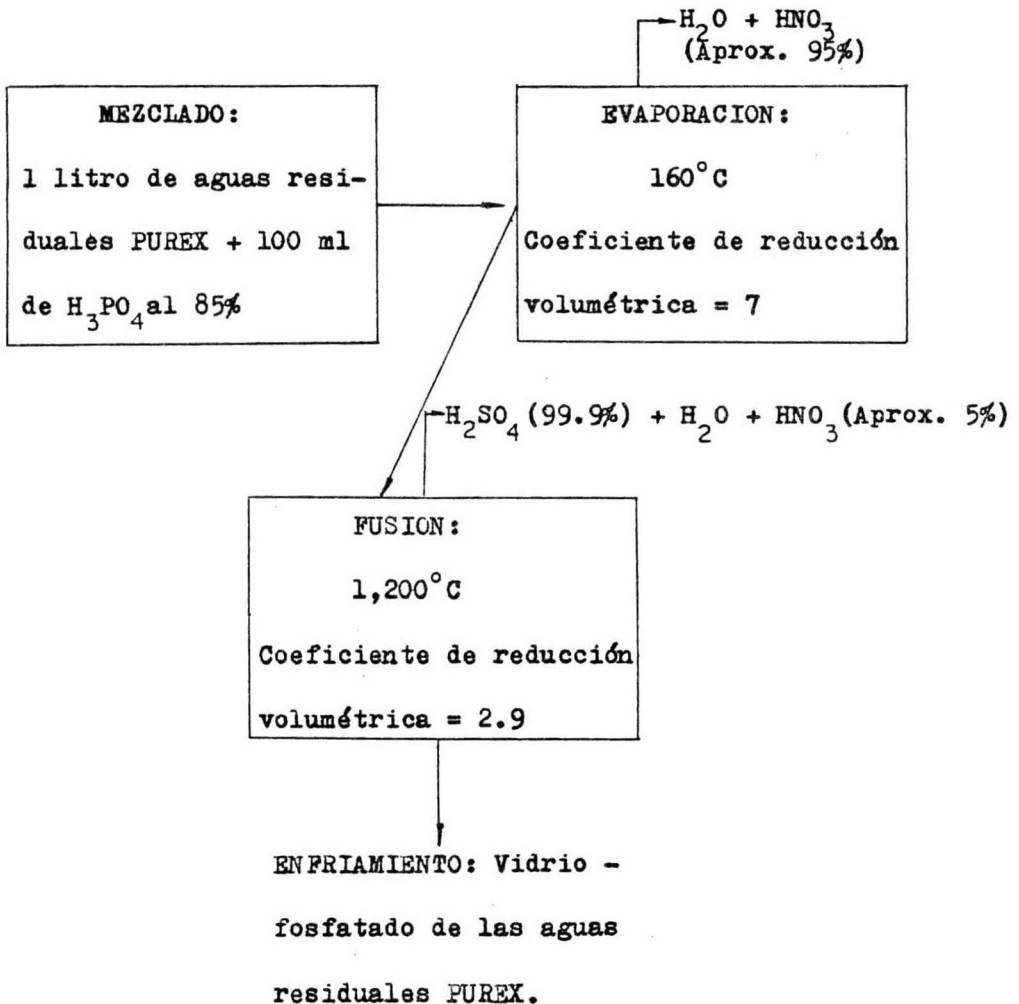 H2O + HNO3
(Aprox. 95%)
MEZCLADO:
1 litro de aguas resi-
duales PUREX + 100 ml
de H3PO4al 85%
EVAPORACION:
160°C
Coeficiente de reducción
volumétrica = 7
H2SO4(99.9%) + H2O + HNO3(Aprox. 5%)
FUSION:
1,200°C
Coeficiente de reducción
volumétrica = 2.9
ENFRIAMIENTO: Vidrio -
fosfatado de las aguas
residuales PUREX.